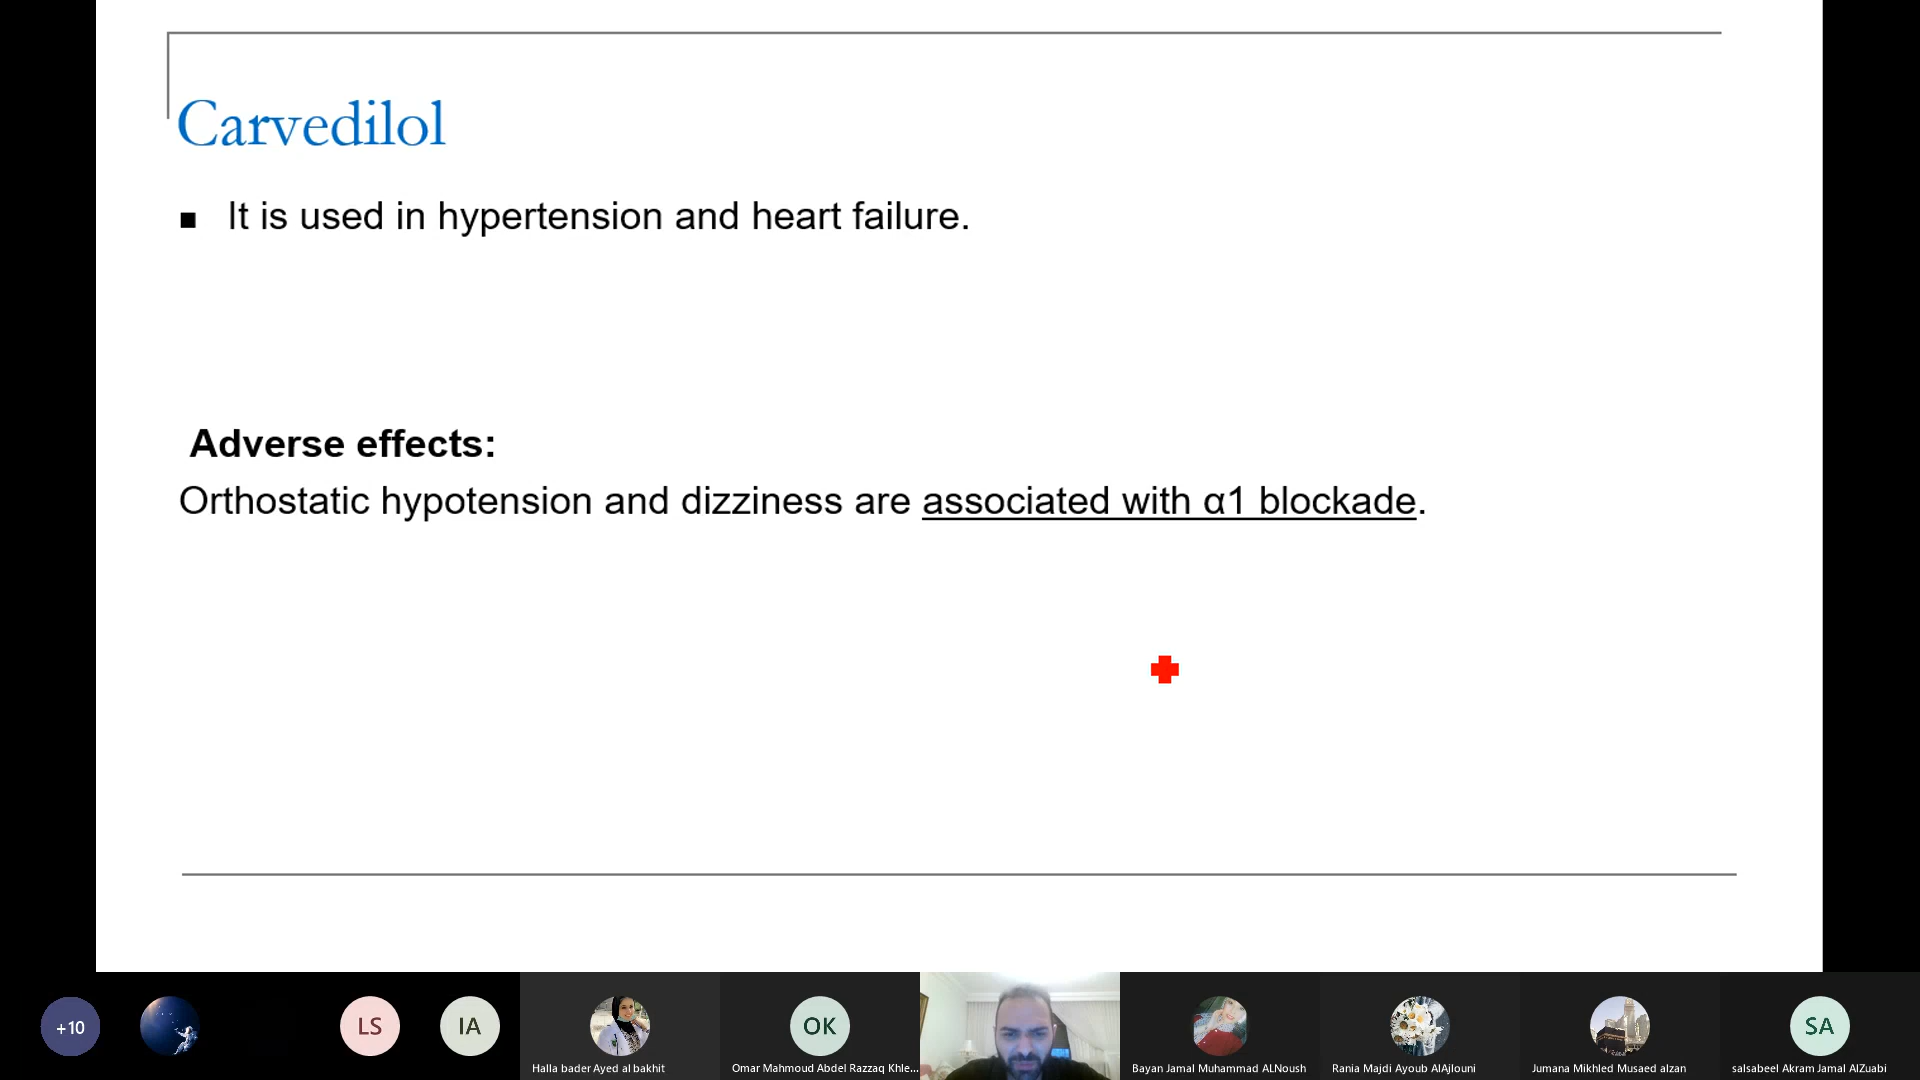 Carvedilol
■ It is used in hypertension and heart failure.
Adverse effects:
Orthostatic hypotension and dizziness are associated with α1 blockade.
+10
LS
IA
OK
SA
Halla bader Ayed al bakhit
Omar Mahmoud Abdel Razzaq Khle...
Bayan Jamal Muhammad ALNoush
Rania Majdi Ayoub AlAjlouni
Jumana Mikhled Musaed alzan
salsabeel Akram Jamal AlZuabi